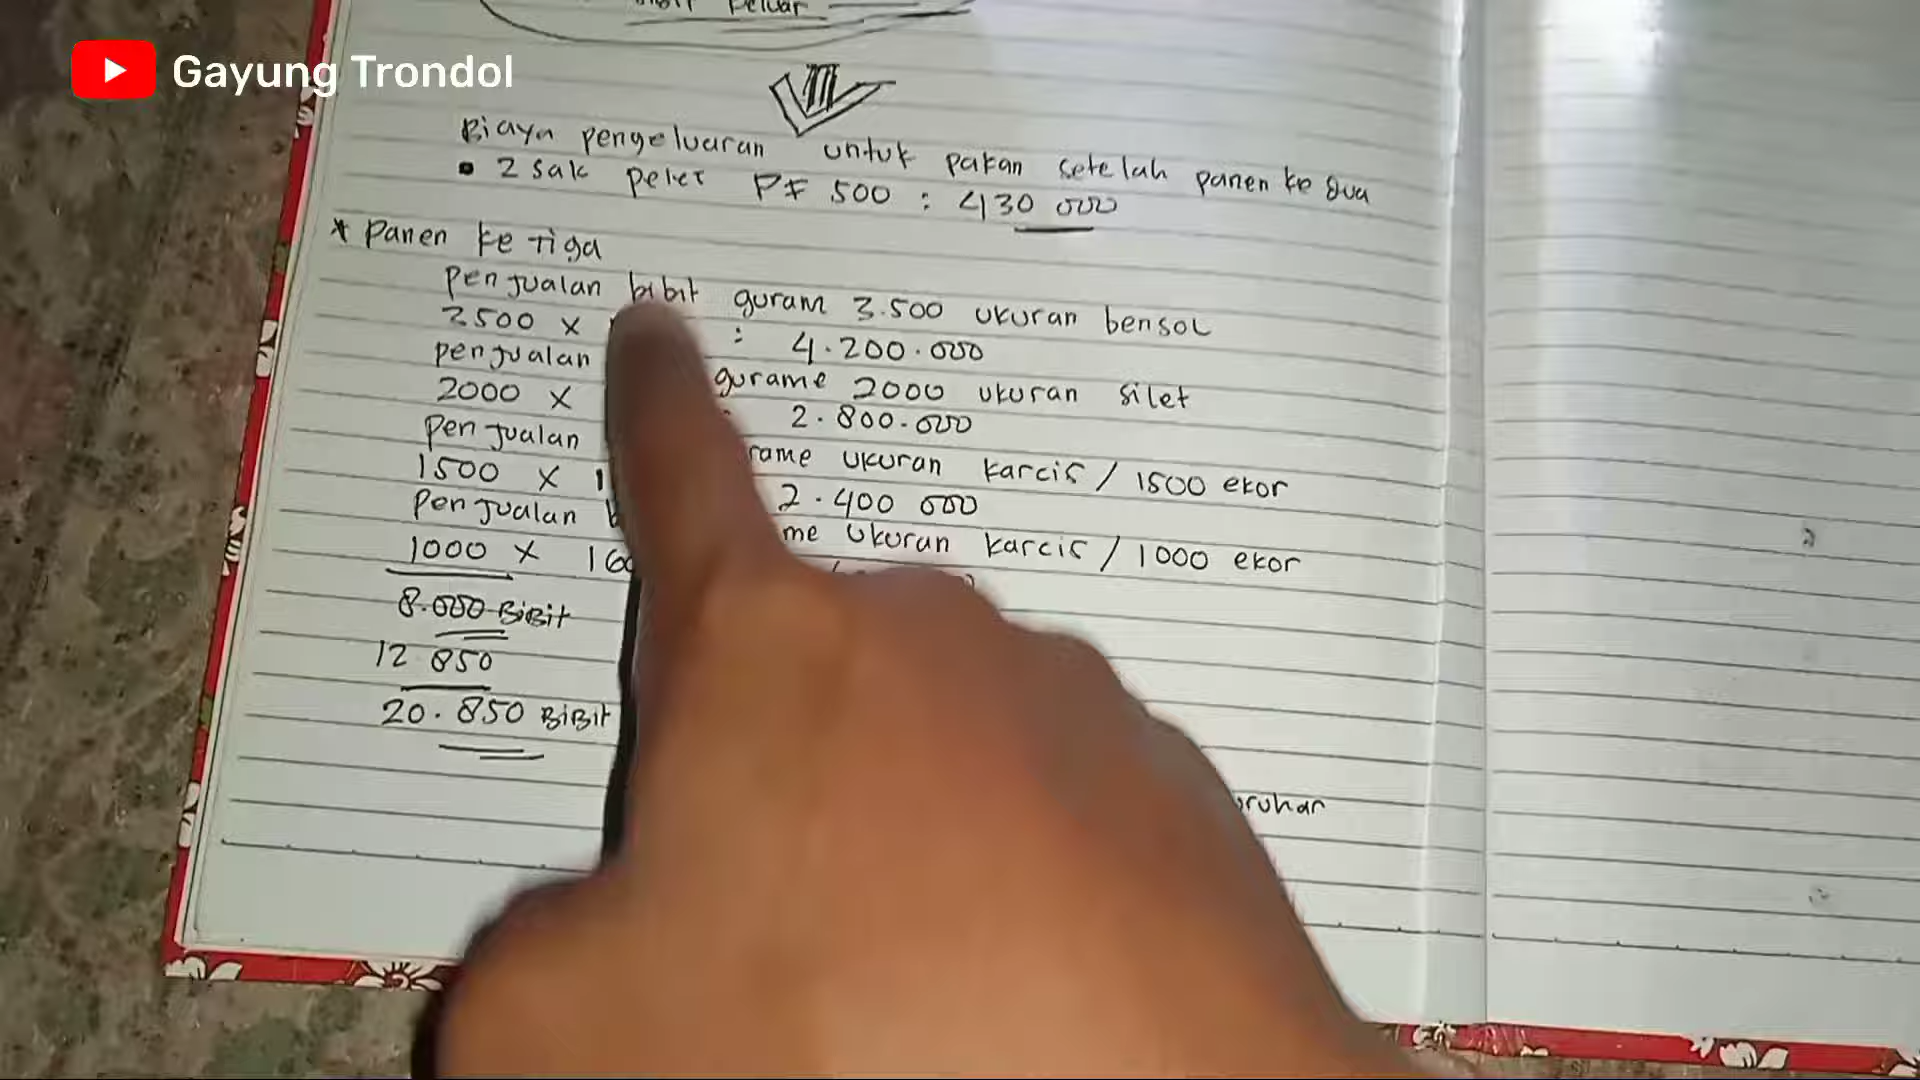 Gayung Trondol
Biaya pengeluaran untuk pakan setelah panen ke dua
• 2 sak pelet PF 500 : 430 000
* Panen ke tiga
Penjualan bibit guram 3.500 ukuran bensol
3500 x : 4.200.000
Penjualan gurame 2000 ukuran silet
2000 x : 2.800.000
Penjualan ukuran karcis / 1500 ekor
1500 x 2.400 000
Penjualan ukuran karcis / 1000 ekor
1000 x
8.000 BiBit
12 850
20.850 BiBit